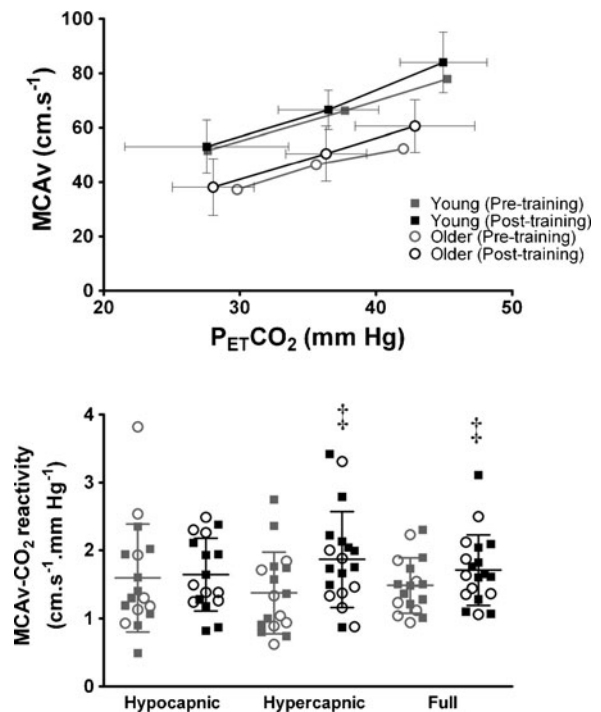 100
80
60
40
20
0
MCAv (cm.s⁻¹)
Young (Pre-training)
Young (Post-training)
Older (Pre-training)
Older (Post-training)
20 30 40 50
PETCO₂ (mm Hg)
‡ ‡
4
3
2
1
0
MCAv-CO₂ reactivity
(cm.s⁻¹.mm Hg⁻¹)
Hypocapnic Hypercapnic Full